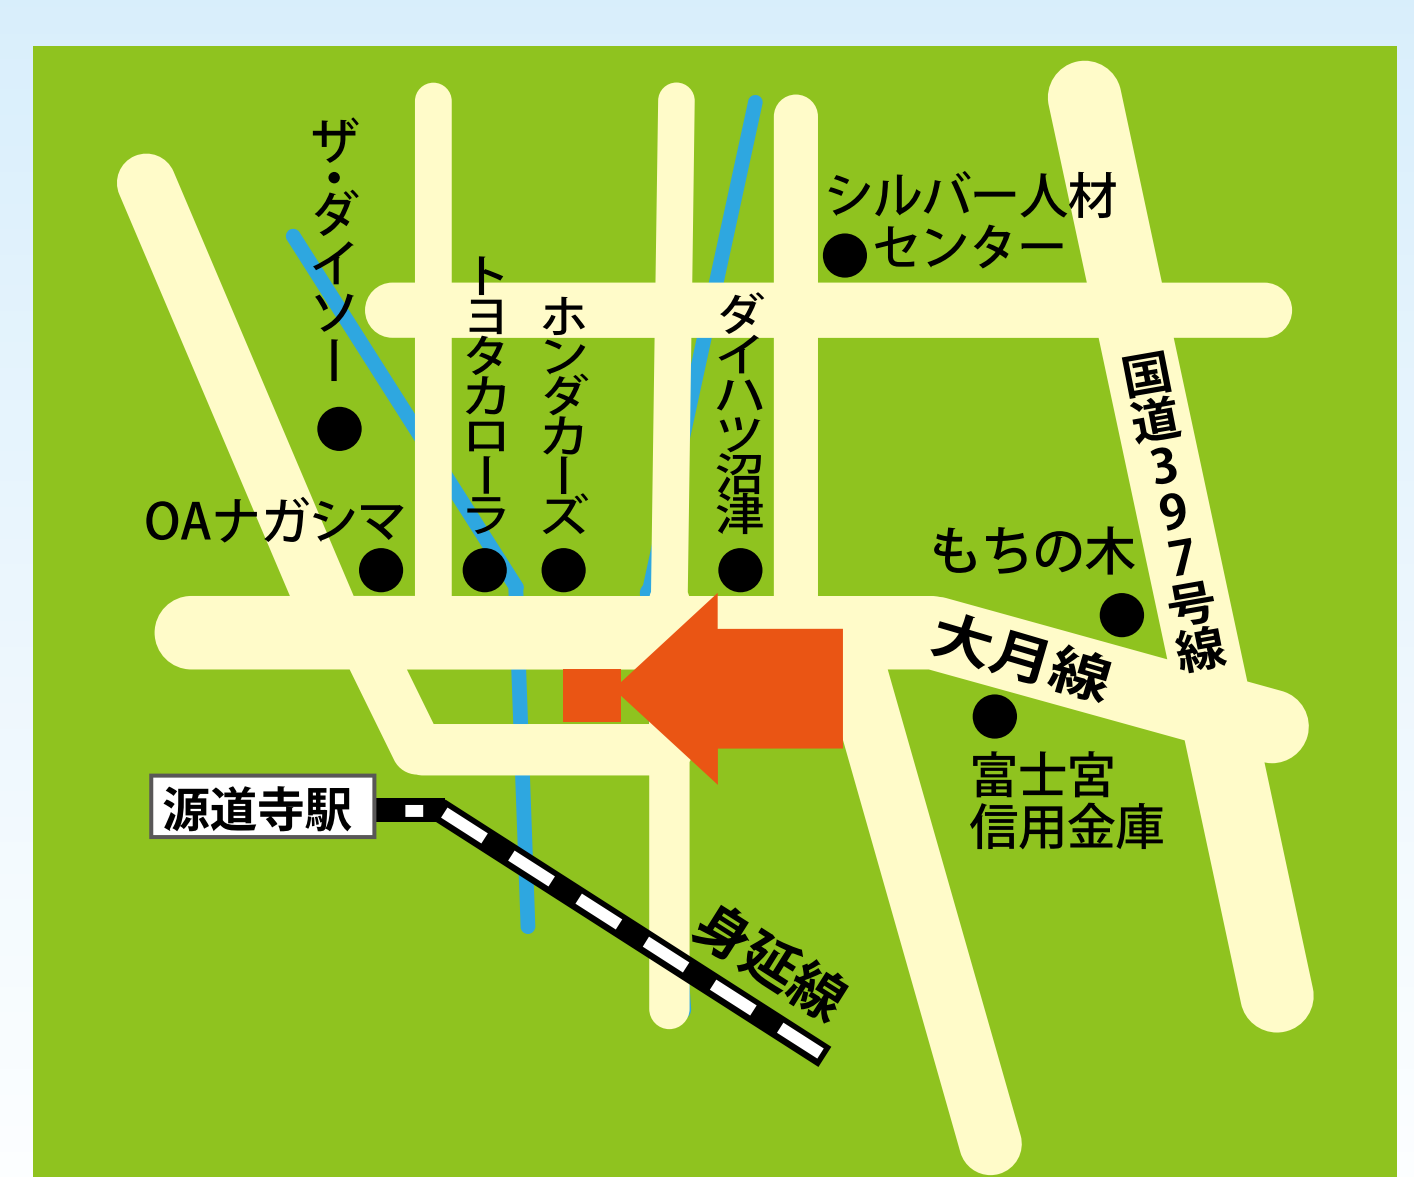 ザ・ダイソー
シルバー人材
センター
トヨタカローラ
ホンダカーズ
ダイハツ沼津
国道397号線
OAナガシマ
もちの木
大月線
富士宮
信用金庫
源道寺駅
身延線